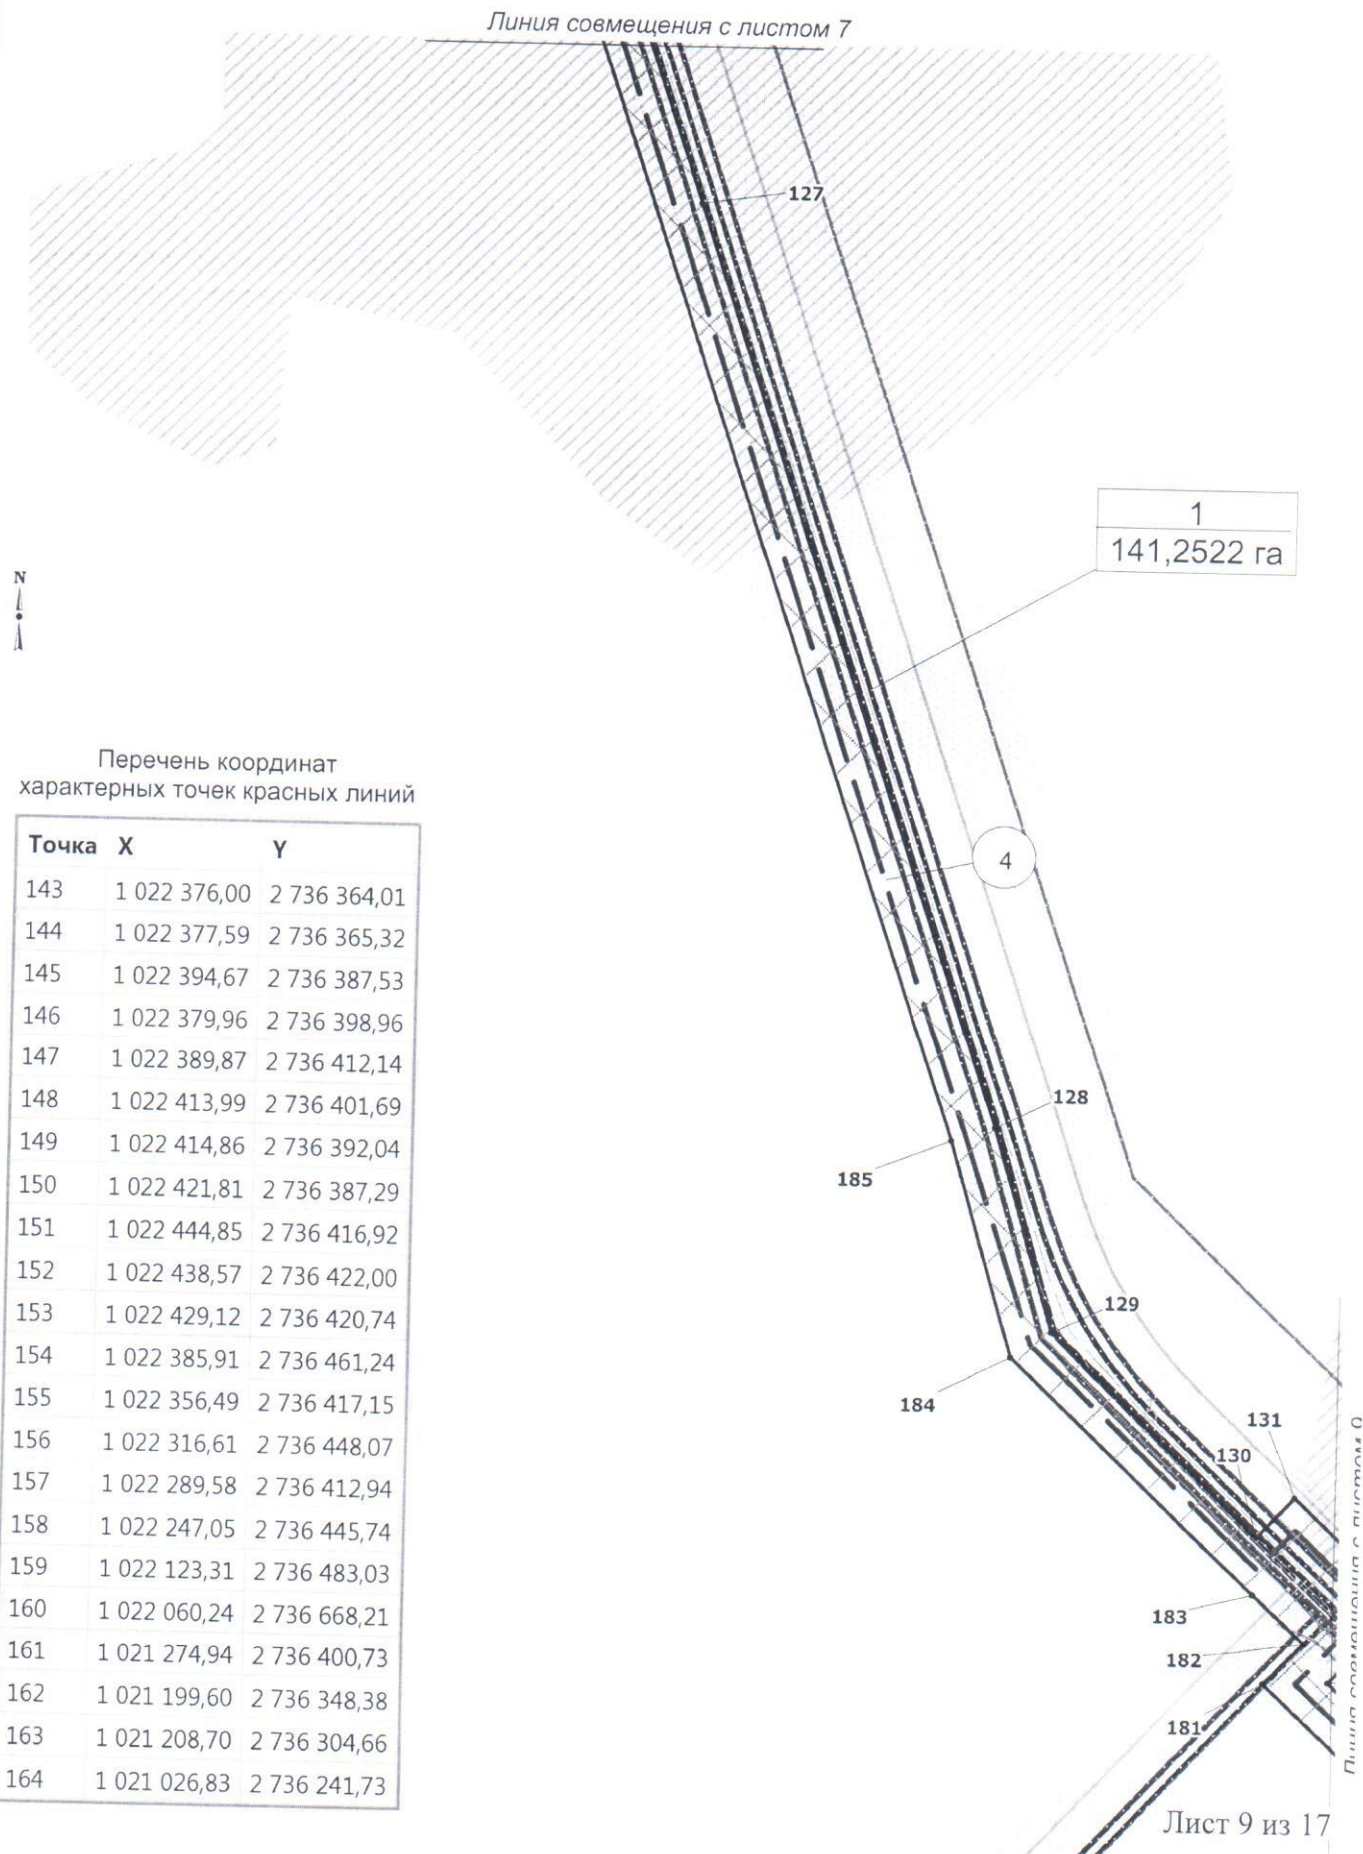 Линия совмещения с листом 7
127
1
141,2522 га
N
4
Перечень координат
характерных точек красных линий
Точка X Y
143 1 022 376,00 2 736 364,01
144 1 022 377,59 2 736 365,32
145 1 022 394,67 2 736 387,53
146 1 022 379,96 2 736 398,96
147 1 022 389,87 2 736 412,14
148 1 022 413,99 2 736 401,69
149 1 022 414,86 2 736 392,04
150 1 022 421,81 2 736 387,29
151 1 022 444,85 2 736 416,92
152 1 022 438,57 2 736 422,00
153 1 022 429,12 2 736 420,74
154 1 022 385,91 2 736 461,24
155 1 022 356,49 2 736 417,15
156 1 022 316,61 2 736 448,07
157 1 022 289,58 2 736 412,94
158 1 022 247,05 2 736 445,74
159 1 022 123,31 2 736 483,03
160 1 022 060,24 2 736 668,21
161 1 021 274,94 2 736 400,73
162 1 021 199,60 2 736 348,38
163 1 021 208,70 2 736 304,66
164 1 021 026,83 2 736 241,73
128
185
129
184
131
130
183
182
181
Линия совмещения с листом 9
Лист 9 из 17